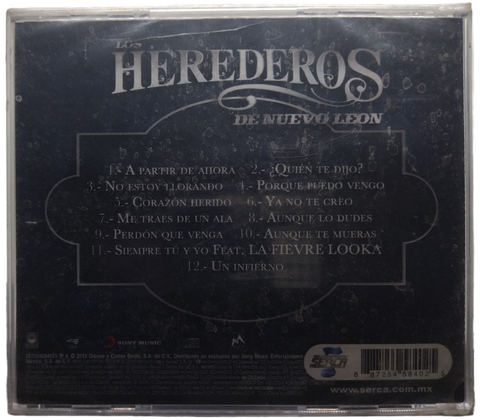 LOS
HEREDEROS
DE NUEVO LEON
1.- A PARTIR DE AHORA 2.- ¿QUIÉN TE DIJO?
3.- NO ESTOY LLORANDO 4.- PORQUE PUEDO VENGO
5.- CORAZÓN HERIDO 6.- YA NO TE CREO
7.- ME TRAES DE UN ALA 8.- AUNQUE LO DUDES
9.- PERDÓN QUE VENGA 10.- AUNQUE TE MUERAS
11.- SIEMPRE TÚ Y YO FEAT. LA FIEVRE LOOKA
12.- UN INFIERNO
SONY MUSIC
SERCA
www.serca.com.mx